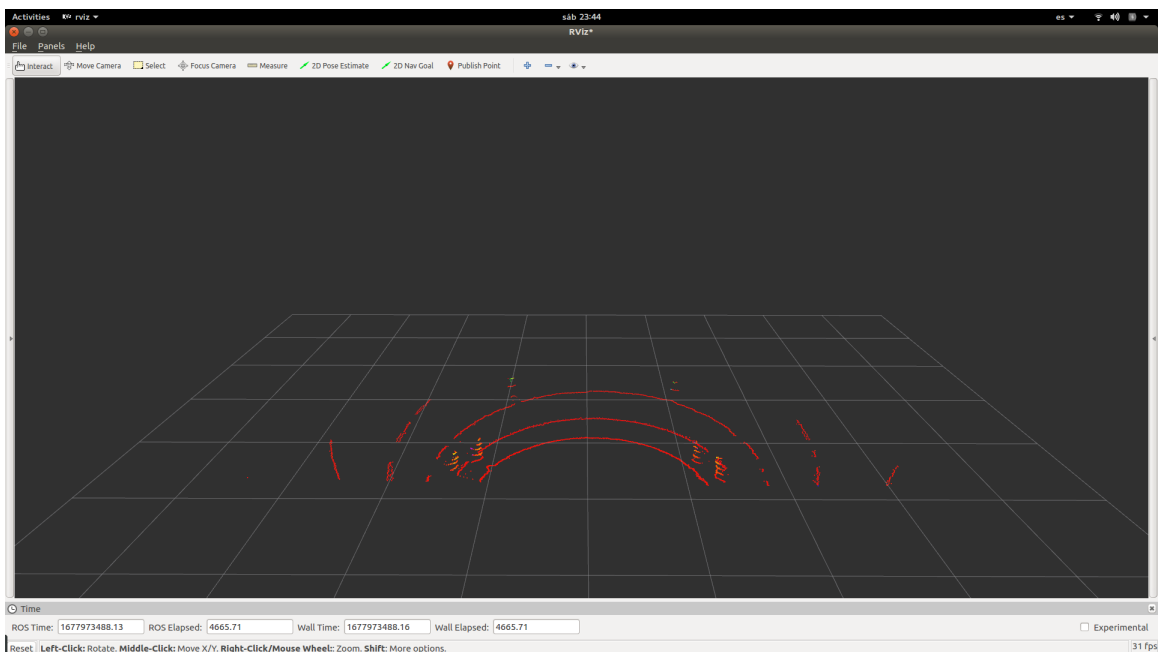 Activities rviz sáb 23:44 es
RViz*
File Panels Help
Interact Move Camera Select Focus Camera Measure 2D Pose Estimate 2D Nav Goal Publish Point
Time
ROS Time: 1677973488.13 ROS Elapsed: 4665.71 Wall Time: 1677973488.16 Wall Elapsed: 4665.71 Experimental
Reset Left-Click: Rotate. Middle-Click: Move X/Y. Right-Click/Mouse Wheel:: Zoom. Shift: More options. 31 fps